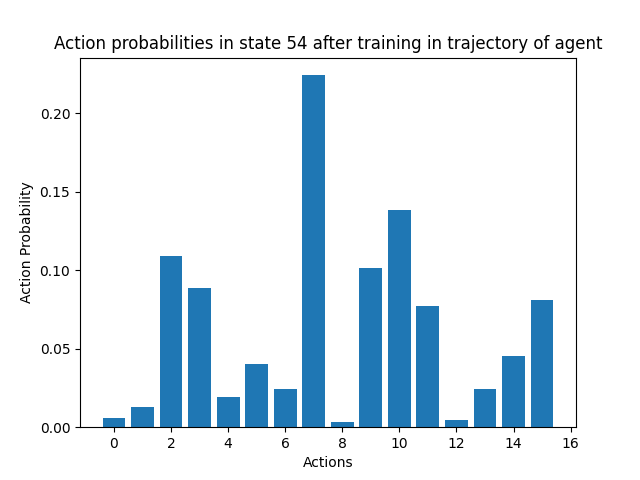 Action probabilities in state 54 after training in trajectory of agent
Action Probability
0.20
0.15
0.10
0.05
0.00
0 2 4 6 8 10 12 14 16
Actions